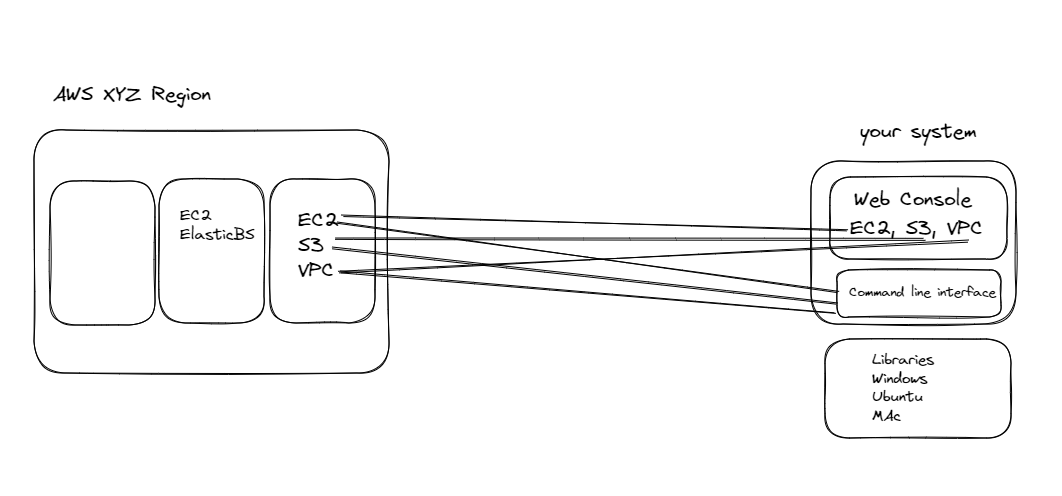 AWS XYZ Region
EC2
ElasticBS
EC2
S3
VPC
your system
Web Console
EC2, S3, VPC
Command line interface
Libraries
Windows
Ubuntu
MAc